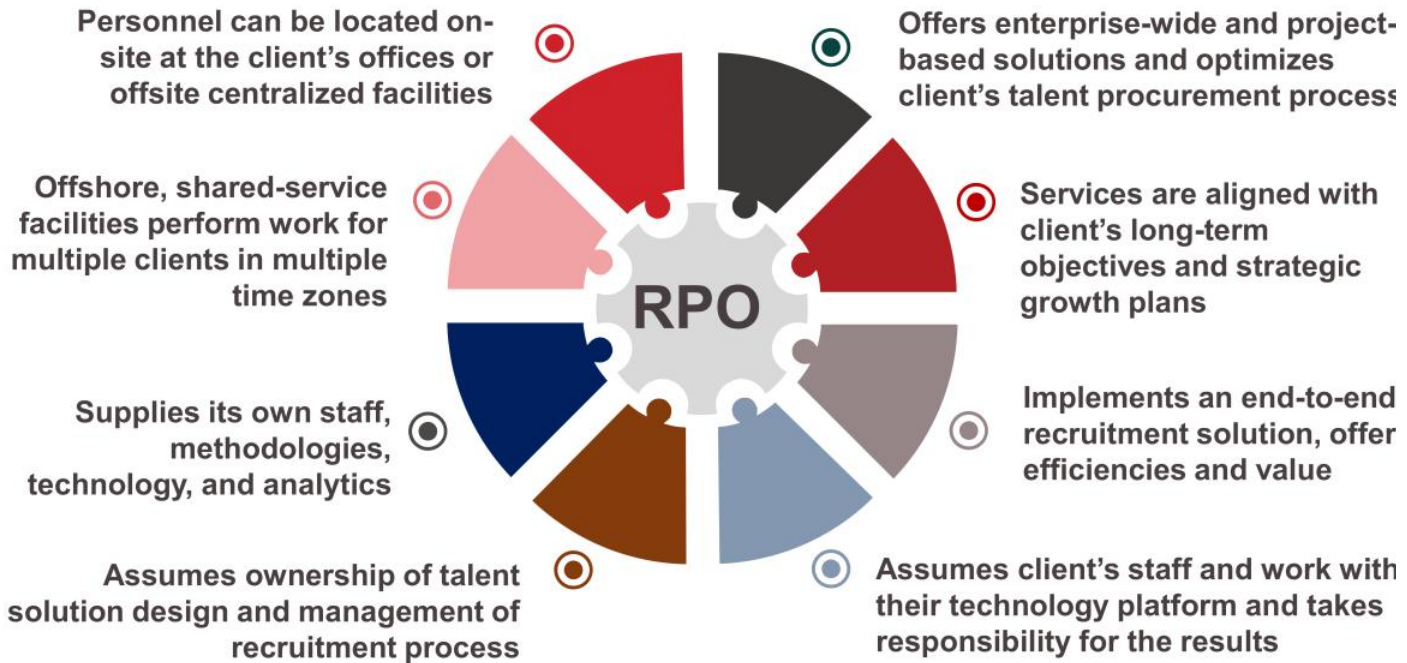 Personnel can be located on-
site at the client's offices or
offsite centralized facilities
Offers enterprise-wide and project-
based solutions and optimizes
client's talent procurement process
Offshore, shared-service
facilities perform work for
multiple clients in multiple
time zones
Services are aligned with
client's long-term
objectives and strategic
growth plans
RPO
Supplies its own staff,
methodologies,
technology, and analytics
Implements an end-to-end
recruitment solution, offer
efficiencies and value
Assumes ownership of talent
solution design and management of
recruitment process
Assumes client's staff and work with
their technology platform and takes
responsibility for the results